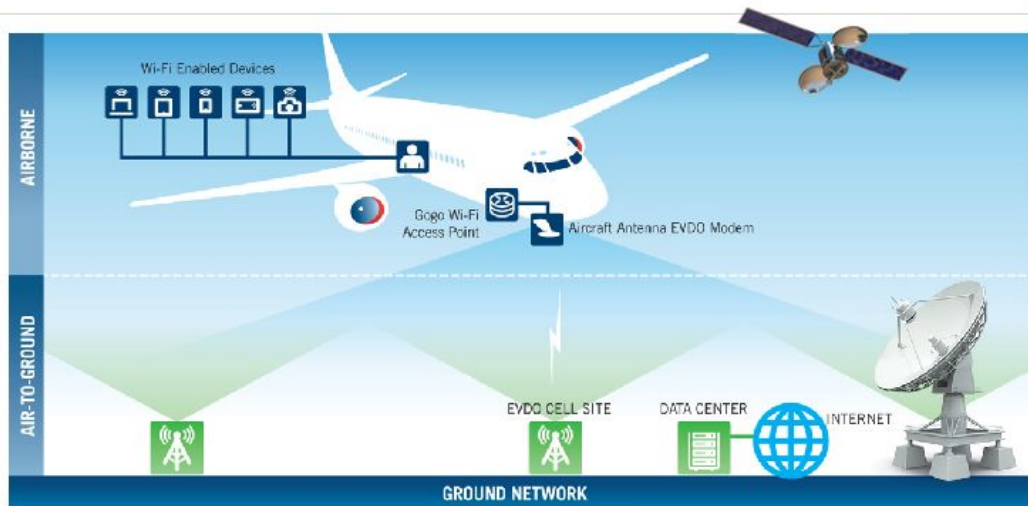 Wi-Fi Enabled Devices
AIRBORNE
Gogo Wi-Fi
Access Point
Aircraft Antenna EVDO Modem
AIR-TO-GROUND
EVDO CELL SITE
DATA CENTER
INTERNET
GROUND NETWORK